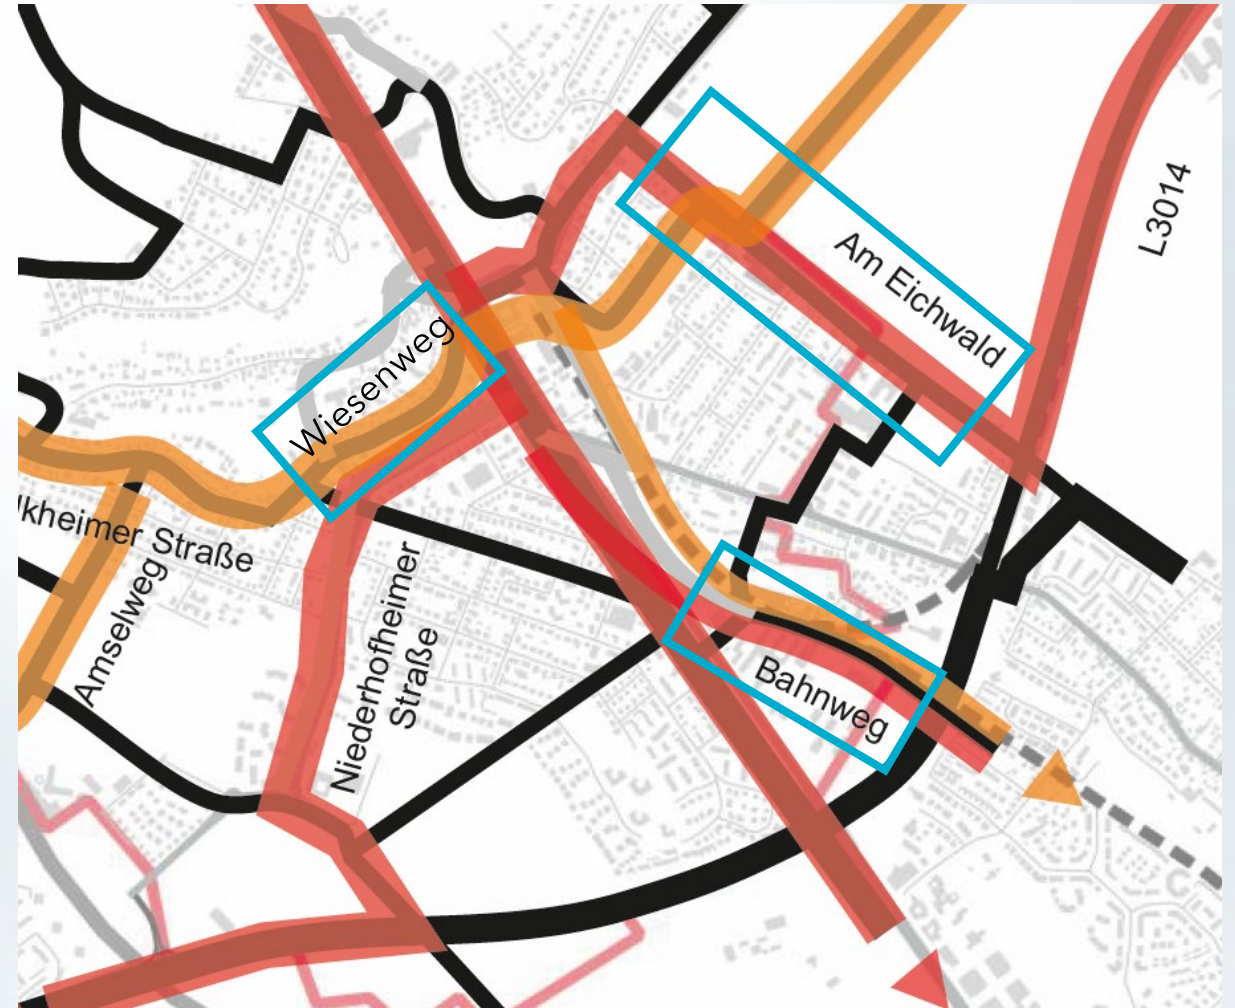 L3014
Am Eichwald
Wiesenweg
lkheimer Straße
Amselweg
Niederhofheimer
Straße
Bahnweg